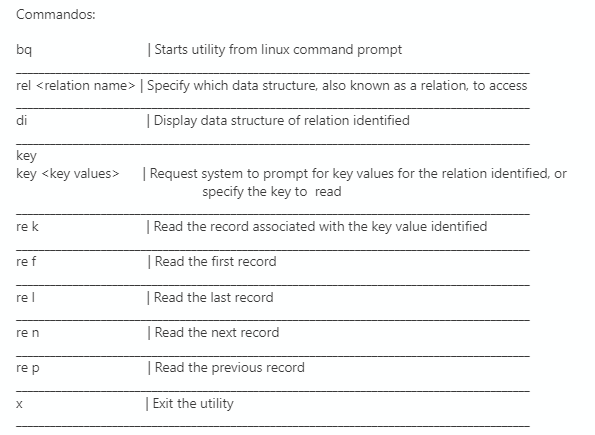 Commandos:
bq | Starts utility from linux command prompt
rel <relation name> | Specify which data structure, also known as a relation, to access
di | Display data structure of relation identified
key
key <key values> | Request system to prompt for key values for the relation identified, or
specify the key to read
re k | Read the record associated with the key value identified
re f | Read the first record
re l | Read the last record
re n | Read the next record
re p | Read the previous record
x | Exit the utility